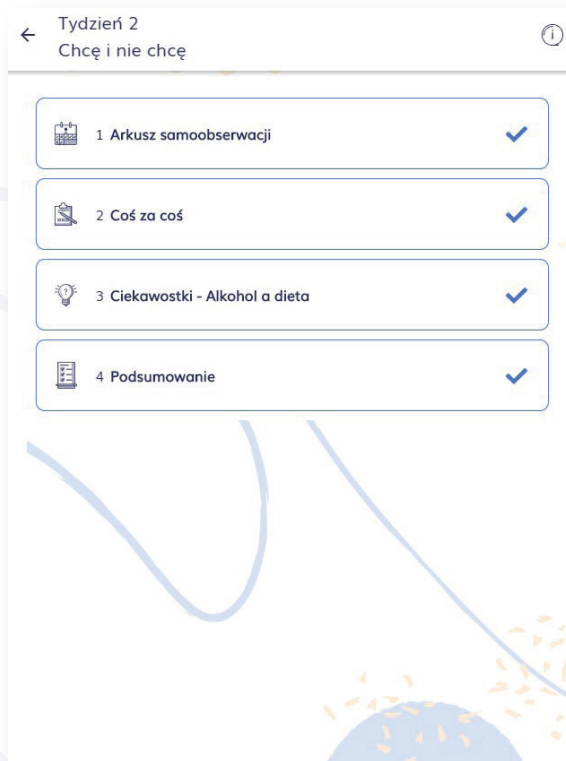 Tydzień 2
Chcę i nie chcę
1 Arkusz samoobserwacji
2 Coś za coś
3 Ciekawostki - Alkohol a dieta
4 Podsumowanie